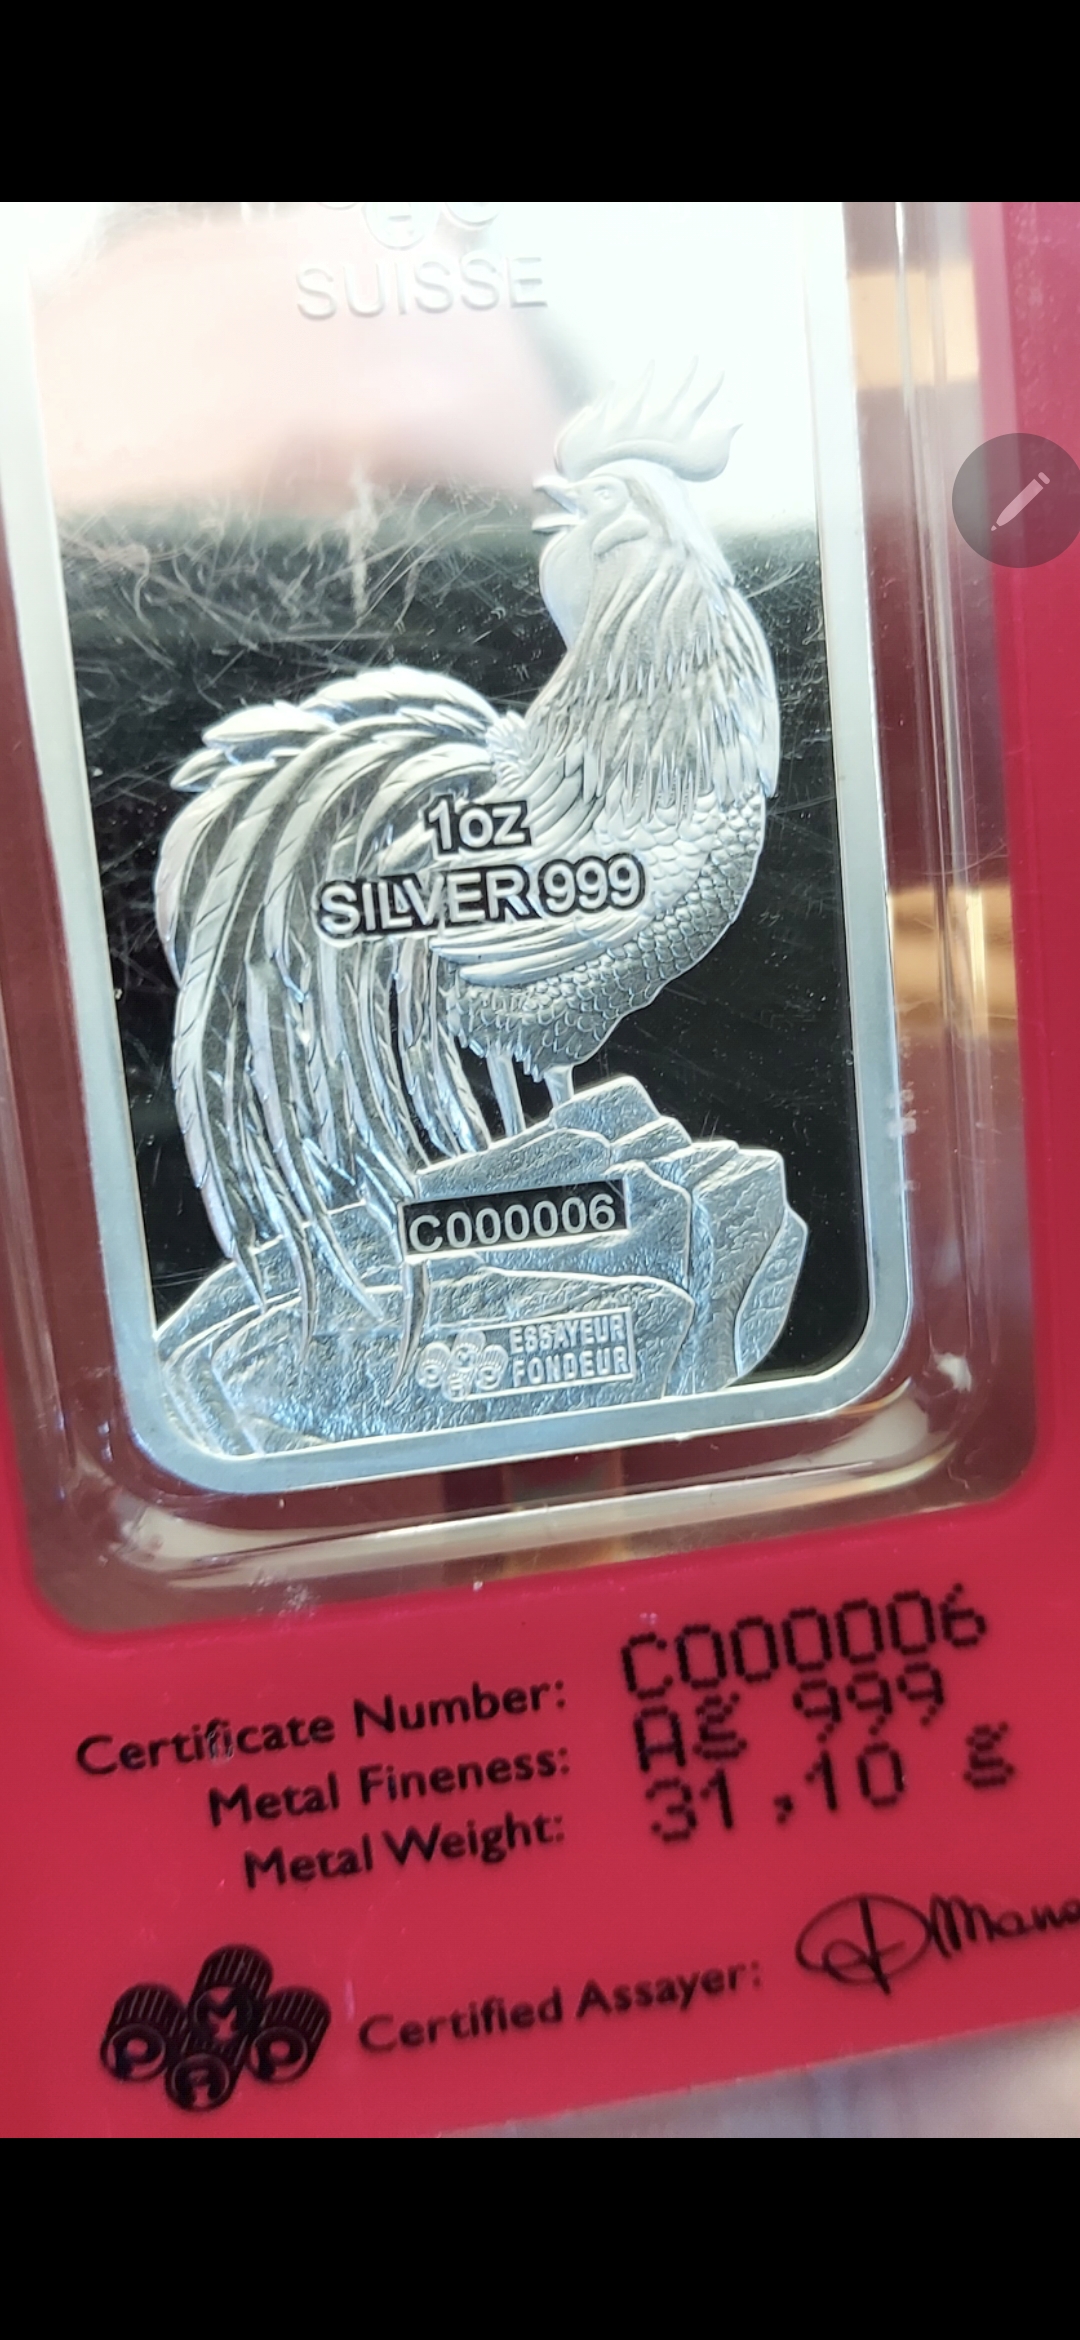 SUISSE
1oz
SILVER 999
C000006
ESSAYEUR
FONDEUR
Certificate Number: C000006
Metal Fineness: Ag 999
Metal Weight: 31,10 g
PAMP
Certified Assayer: